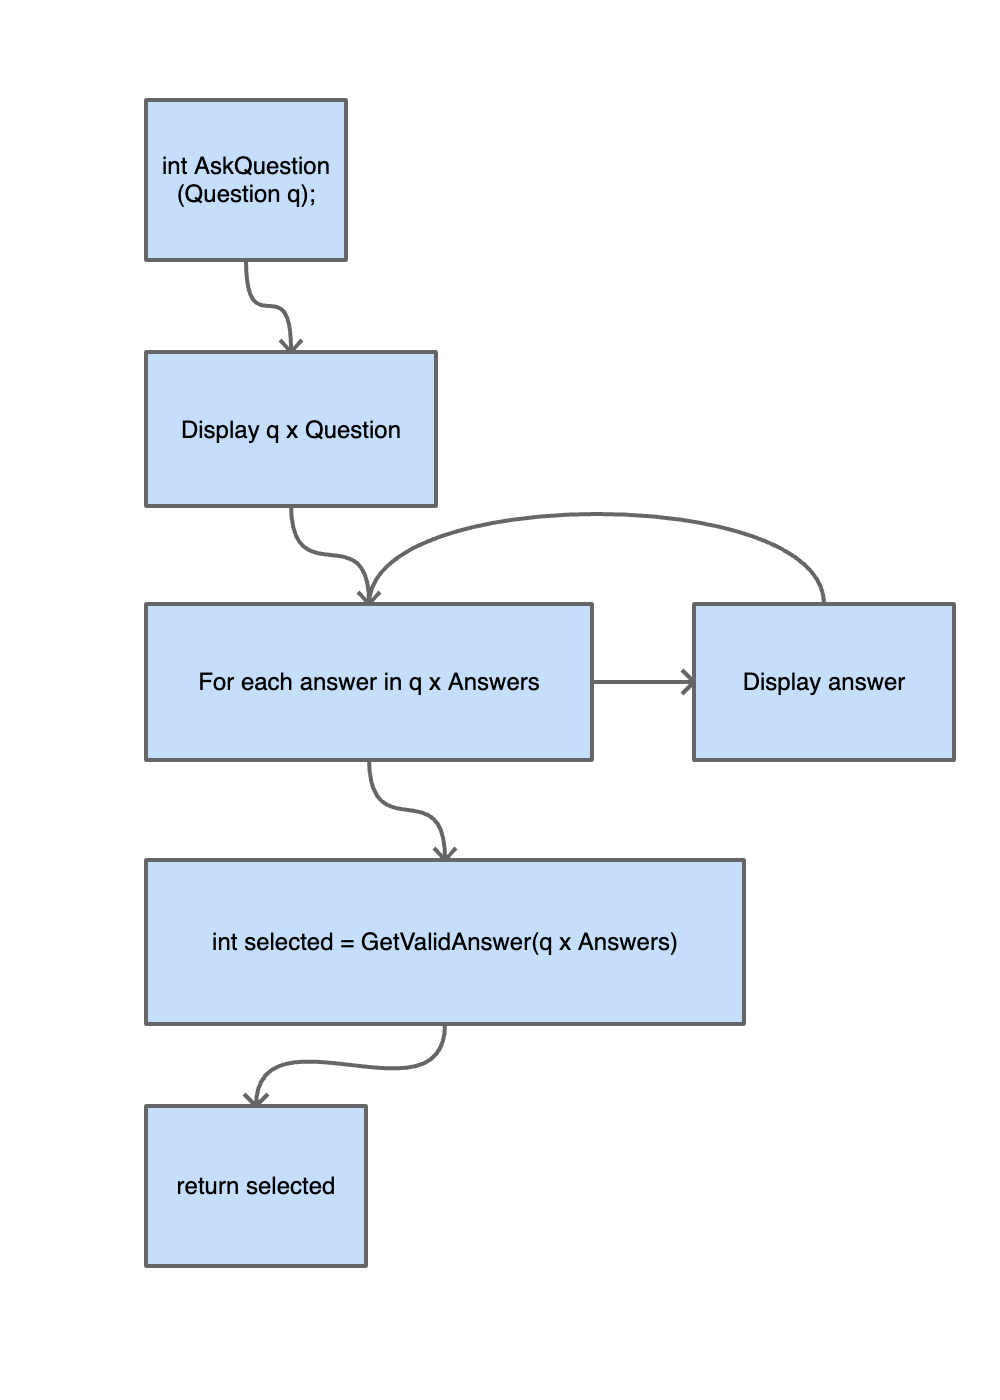 int AskQuestion
(Question q);
Display q x Question
For each answer in q x Answers
Display answer
int selected = GetValidAnswer(q x Answers)
return selected